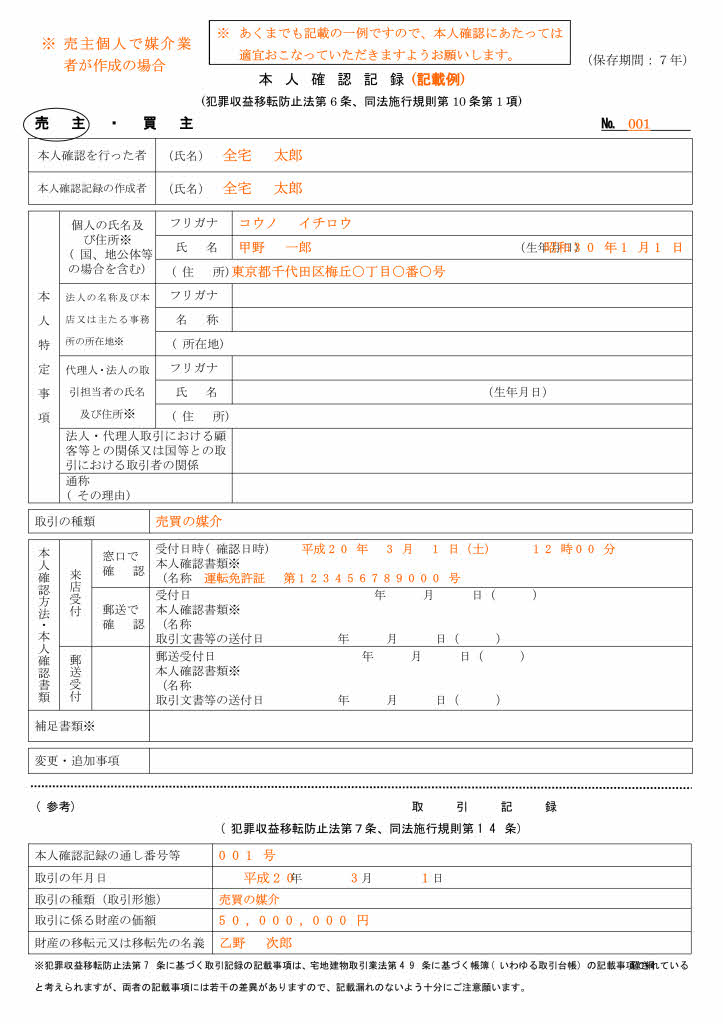 ※ 売主個人で媒介業
者が作成の場合
※ あくまでも記載の一例ですので、本人確認にあたっては
適宜おこなっていただきますようお願いします。
(保存期間：７年)
本 人 確 認 記 録 (記載例)
(犯罪収益移転防止法第６条、同法施行規則第10条第１項)
売 主 ・ 買 主
№ 001
本人確認を行った者 (氏名) 全宅 太郎
本人確認記録の作成者 (氏名) 全宅 太郎
本人特定事項
個人の氏名及
び住所※
( 国、地公体等
の場合を含む)
フリガナ コウノ イチロウ
氏 名 甲野 一郎 (生年月日) 昭和３０ 年１ 月１ 日
( 住 所) 東京都千代田区梅丘〇丁目〇番〇号
法人の名称及び本
店又は主たる事務
所の所在地※
フリガナ
名 称
( 所在地)
代理人・法人の取
引担当者の氏名
及び住所※
フリガナ
氏 名 (生年月日)
( 住 所)
法人・代理人取引における顧
客等との関係又は国等との取
引における取引者の関係
通称
( その理由)
取引の種類 売買の媒介
本人確認方法・本人確認書類
来店受付
窓口で
確 認
受付日時( 確認日時) 平成２０ 年 ３ 月 １ 日 (土) １２ 時００ 分
本人確認書類※
(名称 運転免許証 第１２３４５６７８９０００ 号
郵送で
確 認
受付日 年 月 日 ( )
本人確認書類※
(名称
取引文書等の送付日 年 月 日 ( )
郵送受付
郵送受付日 年 月 日 ( )
本人確認書類※
(名称
取引文書等の送付日 年 月 日 ( )
補足書類※
変更・追加事項
( 参考) 取 引 記 録
( 犯罪収益移転防止法第７条、同法施行規則第１４ 条)
本人確認記録の通し番号等 ００１ 号
取引の年月日 平成２０年 ３月 １日
取引の種類（取引形態） 売買の媒介
取引に係る財産の価額 ５０，０００，０００ 円
財産の移転元又は移転先の名義 乙野 次郎
※犯罪収益移転防止法第７ 条に基づく取引記録の記載事項は、宅地建物取引業法第４９ 条に基づく帳簿( いわゆる取引台帳) の記載事項されている
と考えられますが、両者の記載事項には若干の差異がありますので、記載漏れのないよう十分にご注意願います。